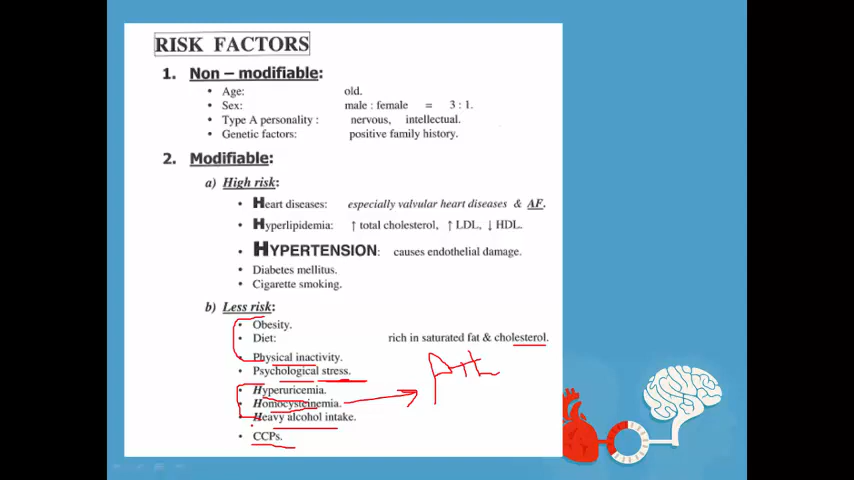 RISK FACTORS
1. Non – modifiable:
• Age: old.
• Sex: male : female = 3 : 1.
• Type A personality : nervous, intellectual.
• Genetic factors: positive family history.
2. Modifiable:
a) High risk:
• Heart diseases: especially valvular heart diseases & AF.
• Hyperlipidemia: ↑ total cholesterol, ↑ LDL, ↓ HDL.
• HYPERTENSION: causes endothelial damage.
• Diabetes mellitus.
• Cigarette smoking.
b) Less risk:
• Obesity.
• Diet: rich in saturated fat & cholesterol.
• Physical inactivity.
• Psychological stress.
• Hyperuricemia.
• Homocysteinemia.
• Heavy alcohol intake.
• CCPs.